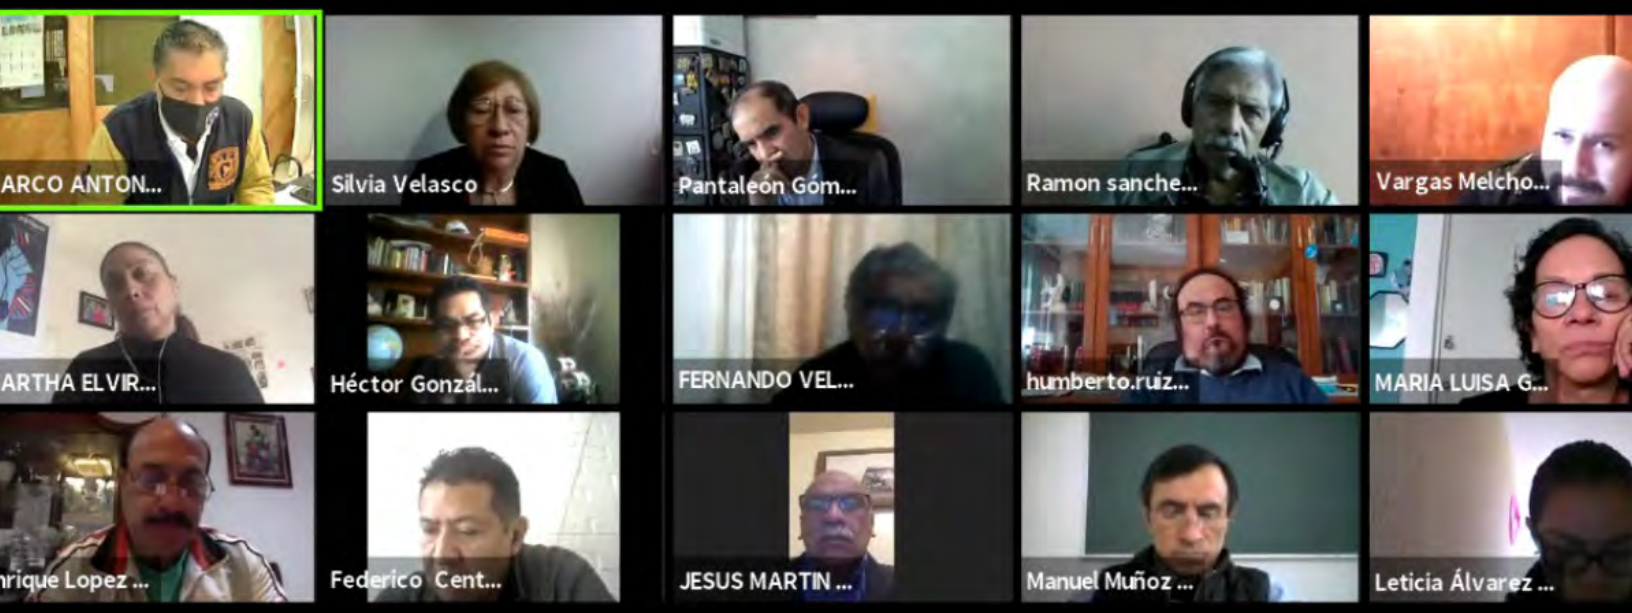 ARCO ANTON...
Silvia Velasco
Pantaleón Góm...
Ramon sanche...
Vargas Melcho...
ARTHA ELVIR...
Héctor Gonzál...
FERNANDO VEL...
humberto.ruiz...
MARIA LUISA G...
nrique Lopez ...
Federico Cent...
JESUS MARTIN ...
Manuel Muñoz ...
Leticia Álvarez ...